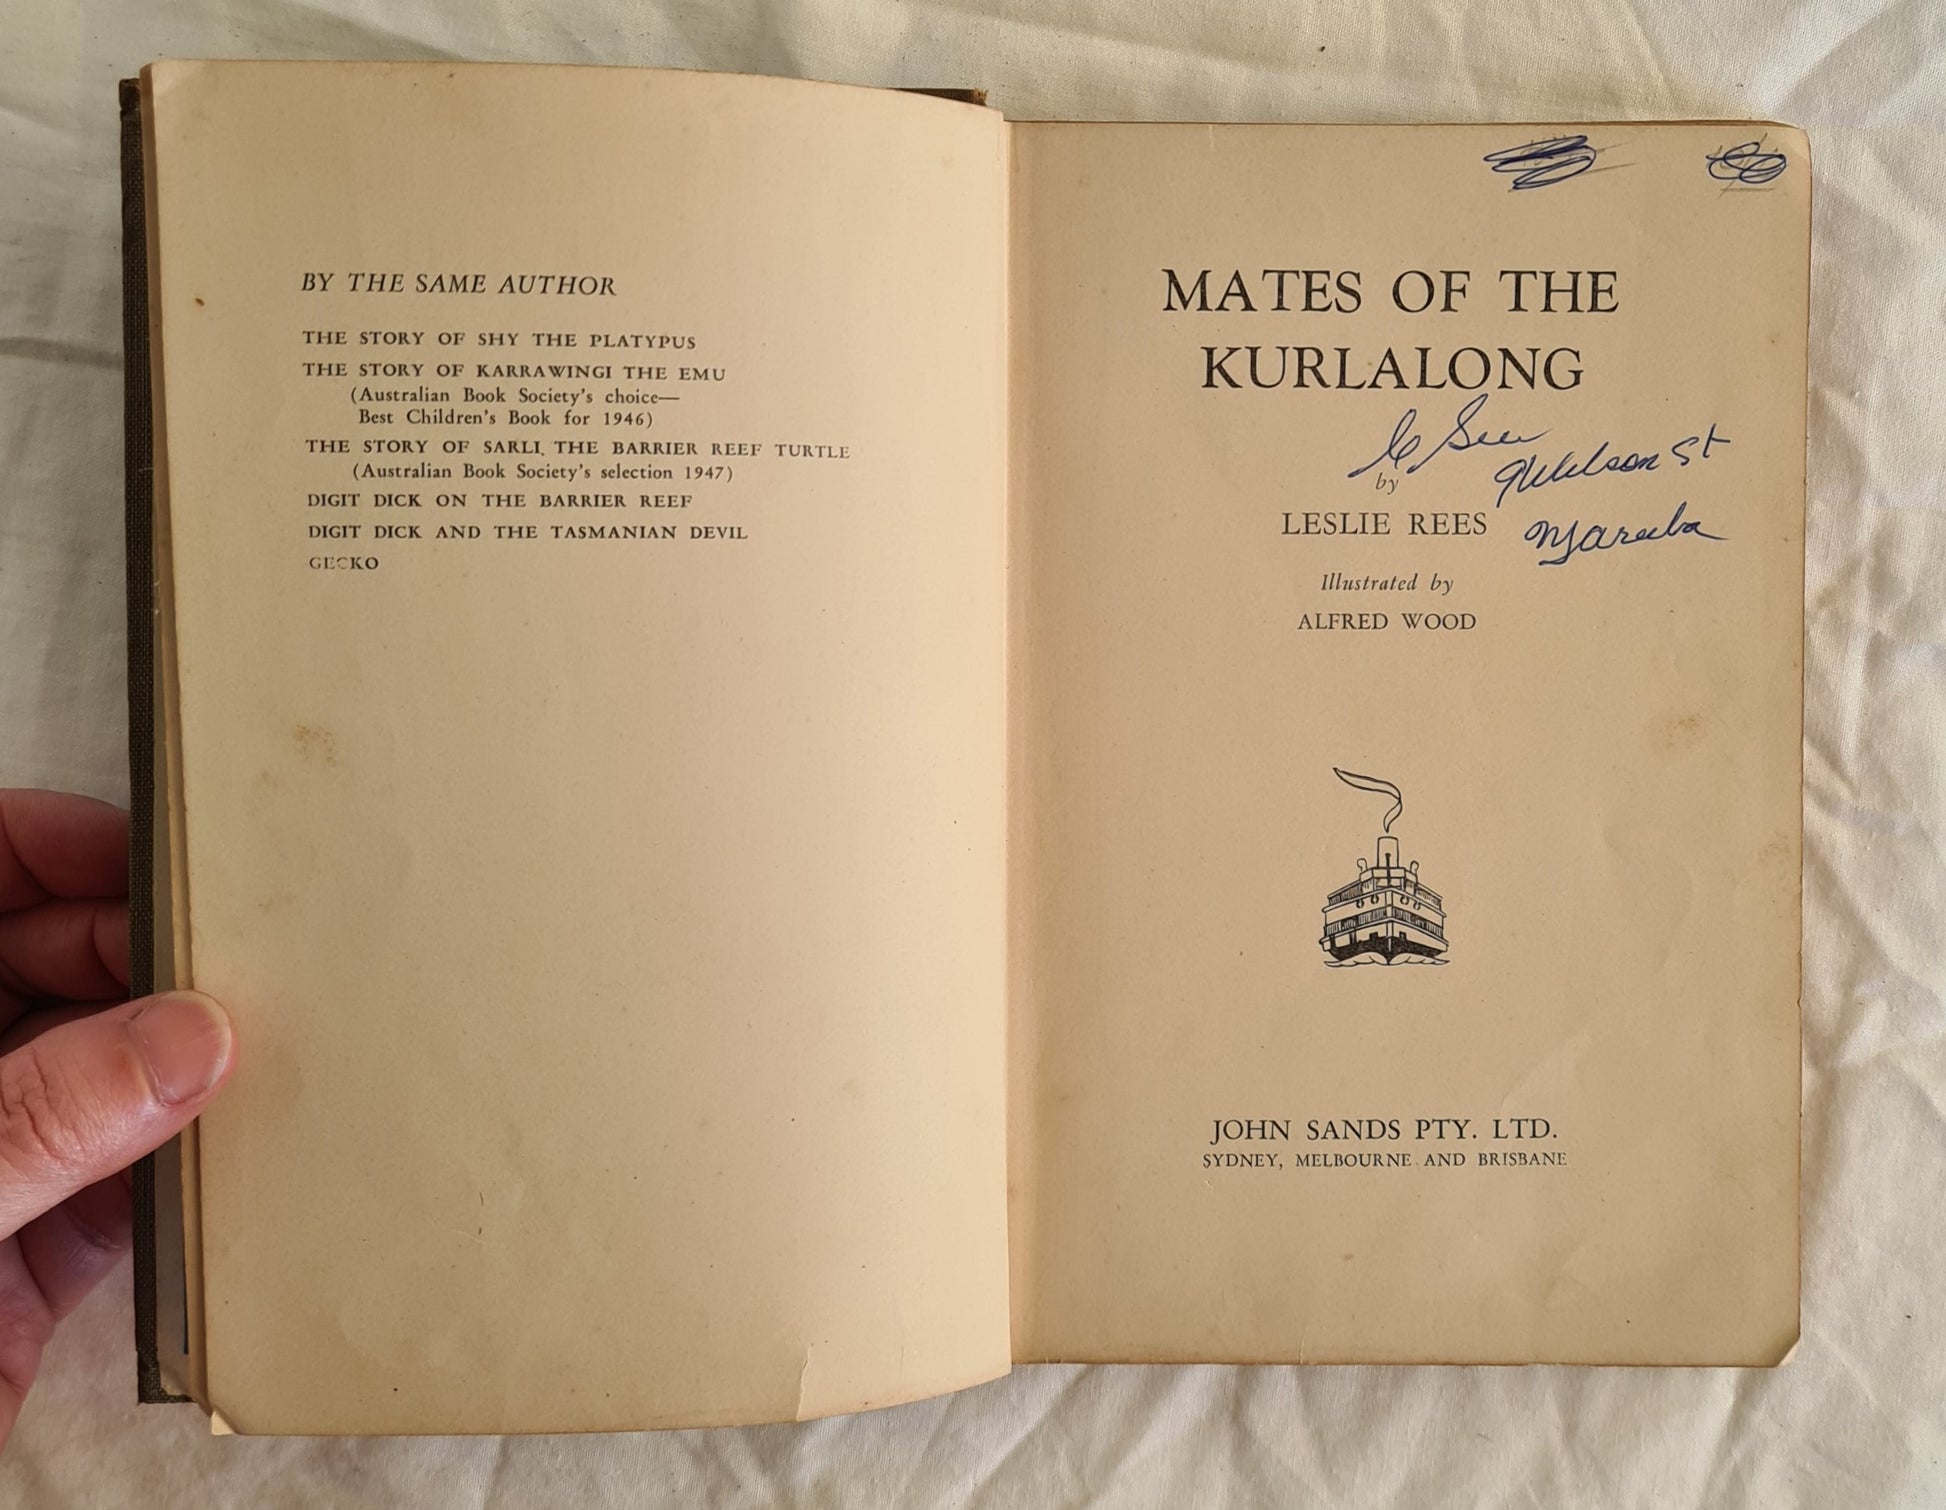 BY THE SAME AUTHOR
THE STORY OF SHY THE PLATYPUS
THE STORY OF KARRAWINGI THE EMU
(Australian Book Society's choice—
Best Children's Book for 1946)
THE STORY OF SARLI, THE BARRIER REEF TURTLE
(Australian Book Society's selection 1947)
DIGIT DICK ON THE BARRIER REEF
DIGIT DICK AND THE TASMANIAN DEVIL
GECKO
MATES OF THE
KURLALONG
St
by
LESLIE REES
Mareeba
Illustrated by
ALFRED WOOD
JOHN SANDS PTY. LTD.
SYDNEY, MELBOURNE AND BRISBANE